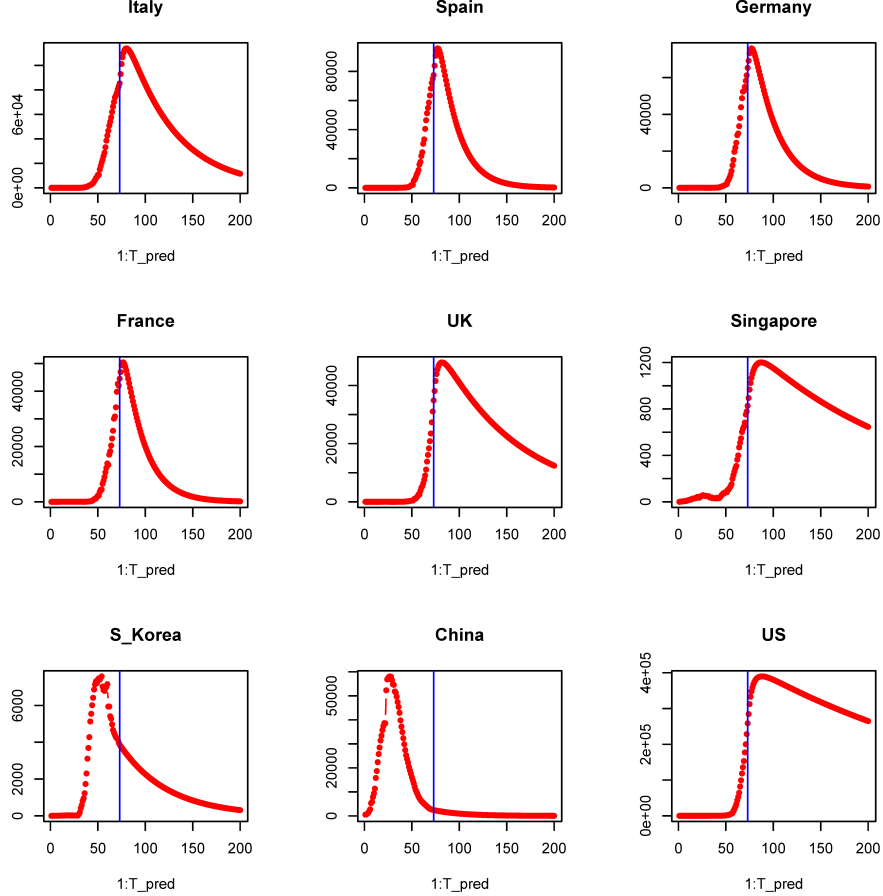 Italy
0e+00 6e+04
0 50 100 150 200
1:T_pred
Spain
0 40000 80000
0 50 100 150 200
1:T_pred
Germany
0 40000
0 50 100 150 200
1:T_pred
France
0 20000 40000
0 50 100 150 200
1:T_pred
UK
0 20000 40000
0 50 100 150 200
1:T_pred
Singapore
0 400 800 1200
0 50 100 150 200
1:T_pred
S_Korea
0 2000 6000
0 50 100 150 200
1:T_pred
China
0 20000 50000
0 50 100 150 200
1:T_pred
US
0e+00 2e+05 4e+05
0 50 100 150 200
1:T_pred